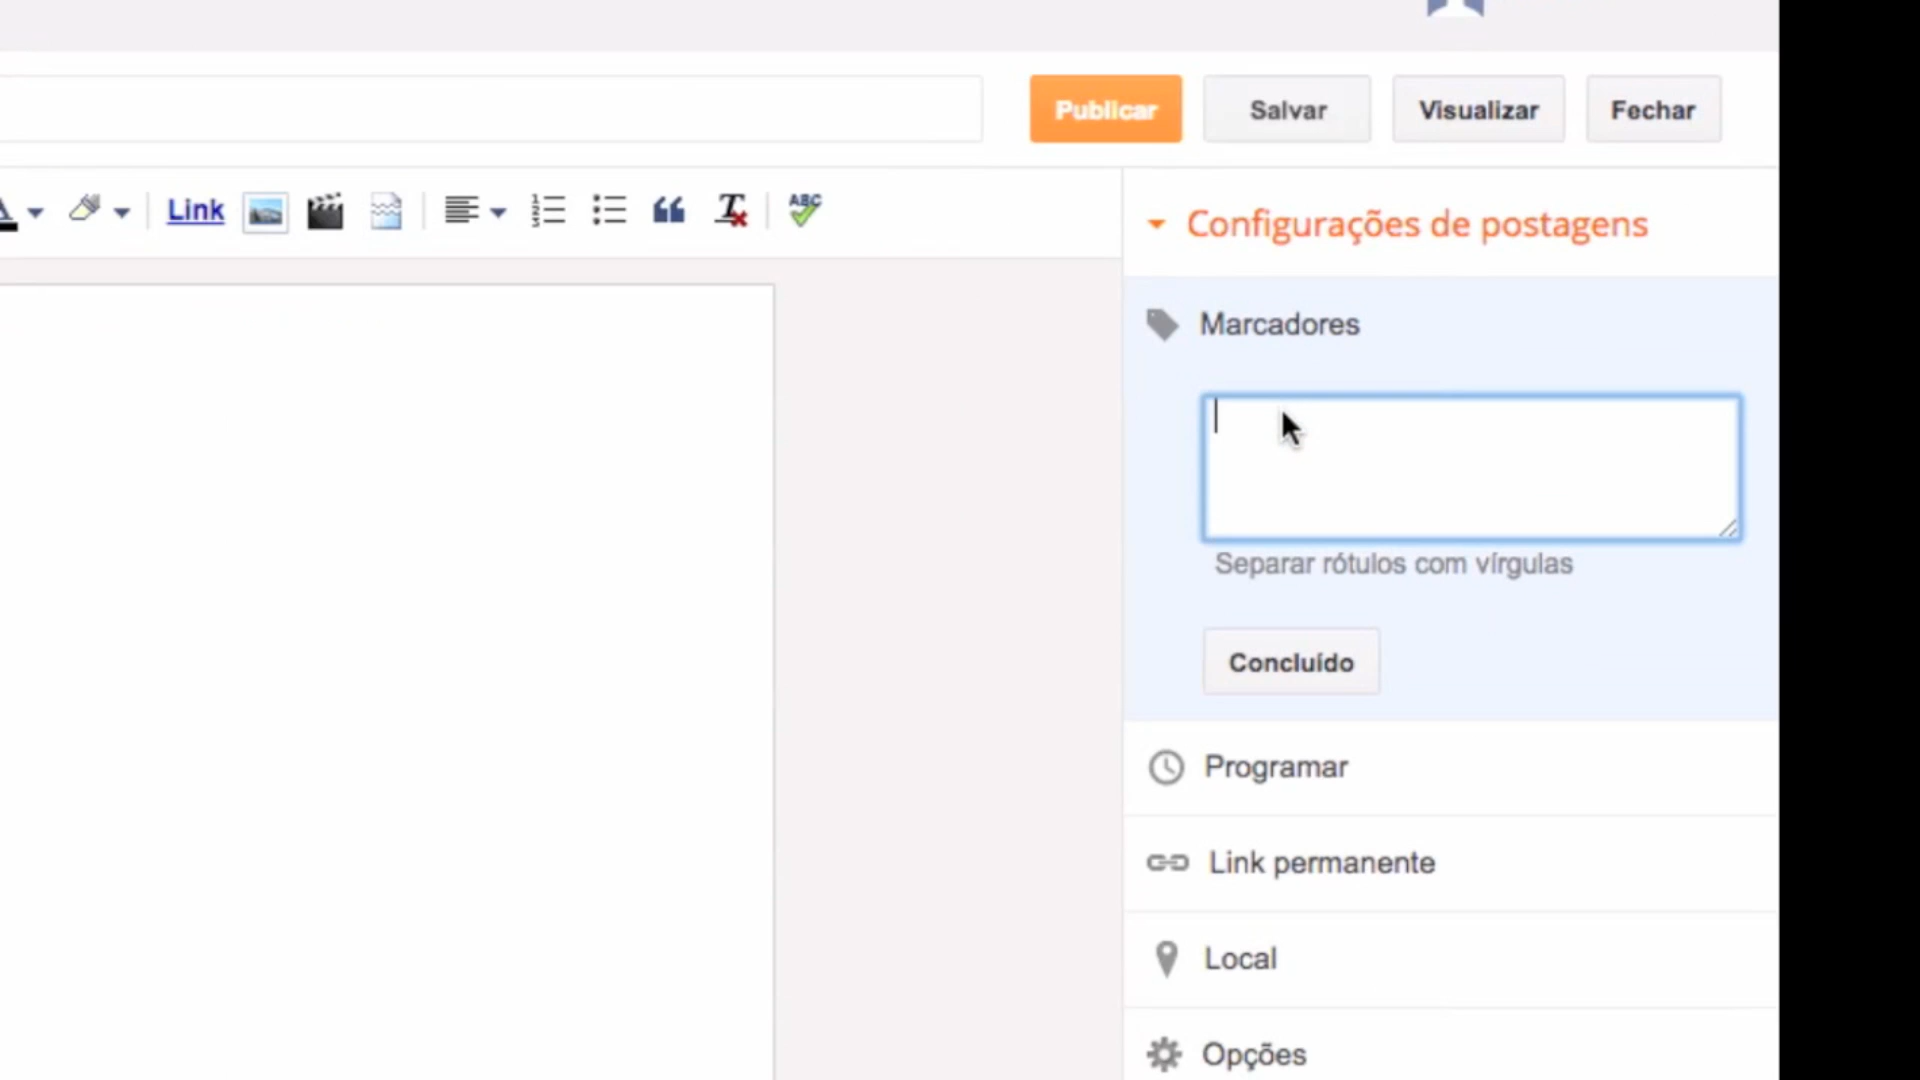 Publicar Salvar Visualizar Fechar
Link ABC
Configurações de postagens
Marcadores
Separar rótulos com vírgulas
Concluído
Programar
Link permanente
Local
Opções